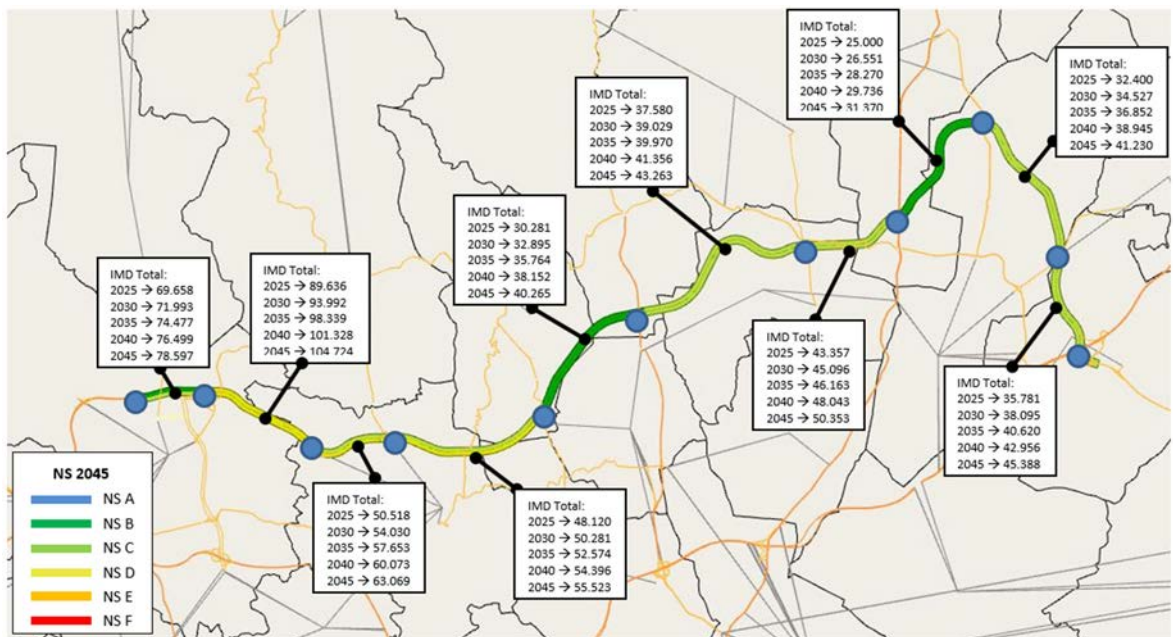 IMD Total:
2025 → 69.658
2030 → 71.993
2035 → 74.477
2040 → 76.499
2045 → 78.597
IMD Total:
2025 → 89.636
2030 → 93.992
2035 → 98.339
2040 → 101.328
2045 → 104.724
IMD Total:
2025 → 50.518
2030 → 54.030
2035 → 57.653
2040 → 60.073
2045 → 63.069
IMD Total:
2025 → 48.120
2030 → 50.281
2035 → 52.574
2040 → 54.396
2045 → 55.523
IMD Total:
2025 → 30.281
2030 → 32.895
2035 → 35.764
2040 → 38.152
2045 → 40.265
IMD Total:
2025 → 37.580
2030 → 39.029
2035 → 39.970
2040 → 41.356
2045 → 43.263
IMD Total:
2025 → 43.357
2030 → 45.096
2035 → 46.163
2040 → 48.043
2045 → 50.353
IMD Total:
2025 → 25.000
2030 → 26.551
2035 → 28.270
2040 → 29.736
2045 → 31.370
IMD Total:
2025 → 32.400
2030 → 34.527
2035 → 36.852
2040 → 38.945
2045 → 41.230
IMD Total:
2025 → 35.781
2030 → 38.095
2035 → 40.620
2040 → 42.956
2045 → 45.388
NS 2045
NS A
NS B
NS C
NS D
NS E
NS F